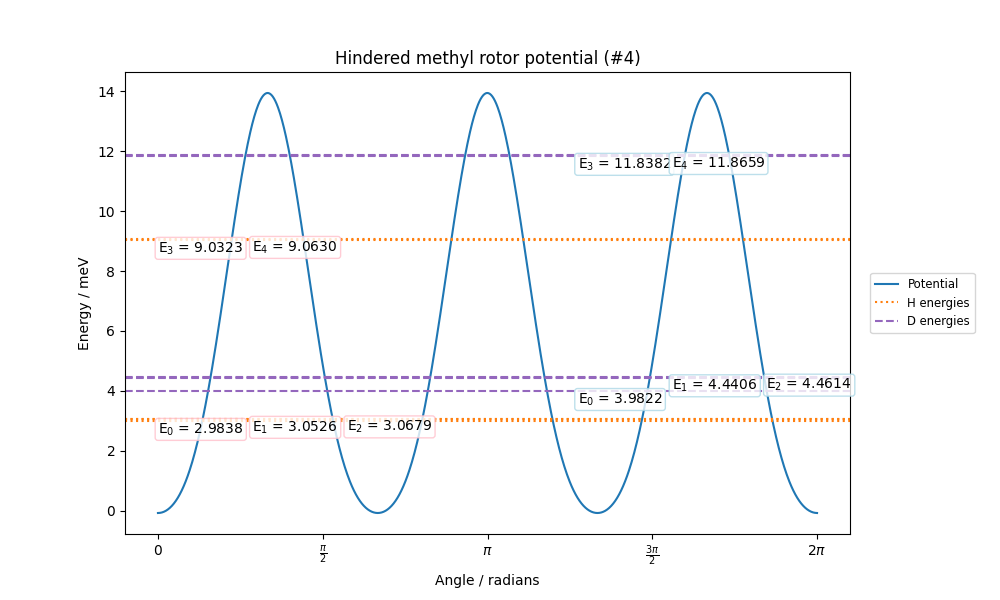 Hindered methyl rotor potential (#4)
Energy / meV
14
12
10
8
6
4
2
0
E₃ = 11.8382
E₄ = 11.8659
E₃ = 9.0323
E₄ = 9.0630
E₁ = 4.4406
E₂ = 4.4614
E₀ = 3.9822
E₀ = 2.9838
E₁ = 3.0526
E₂ = 3.0679
0
π/2
π
3π/2
2π
Angle / radians
Potential
H energies
D energies